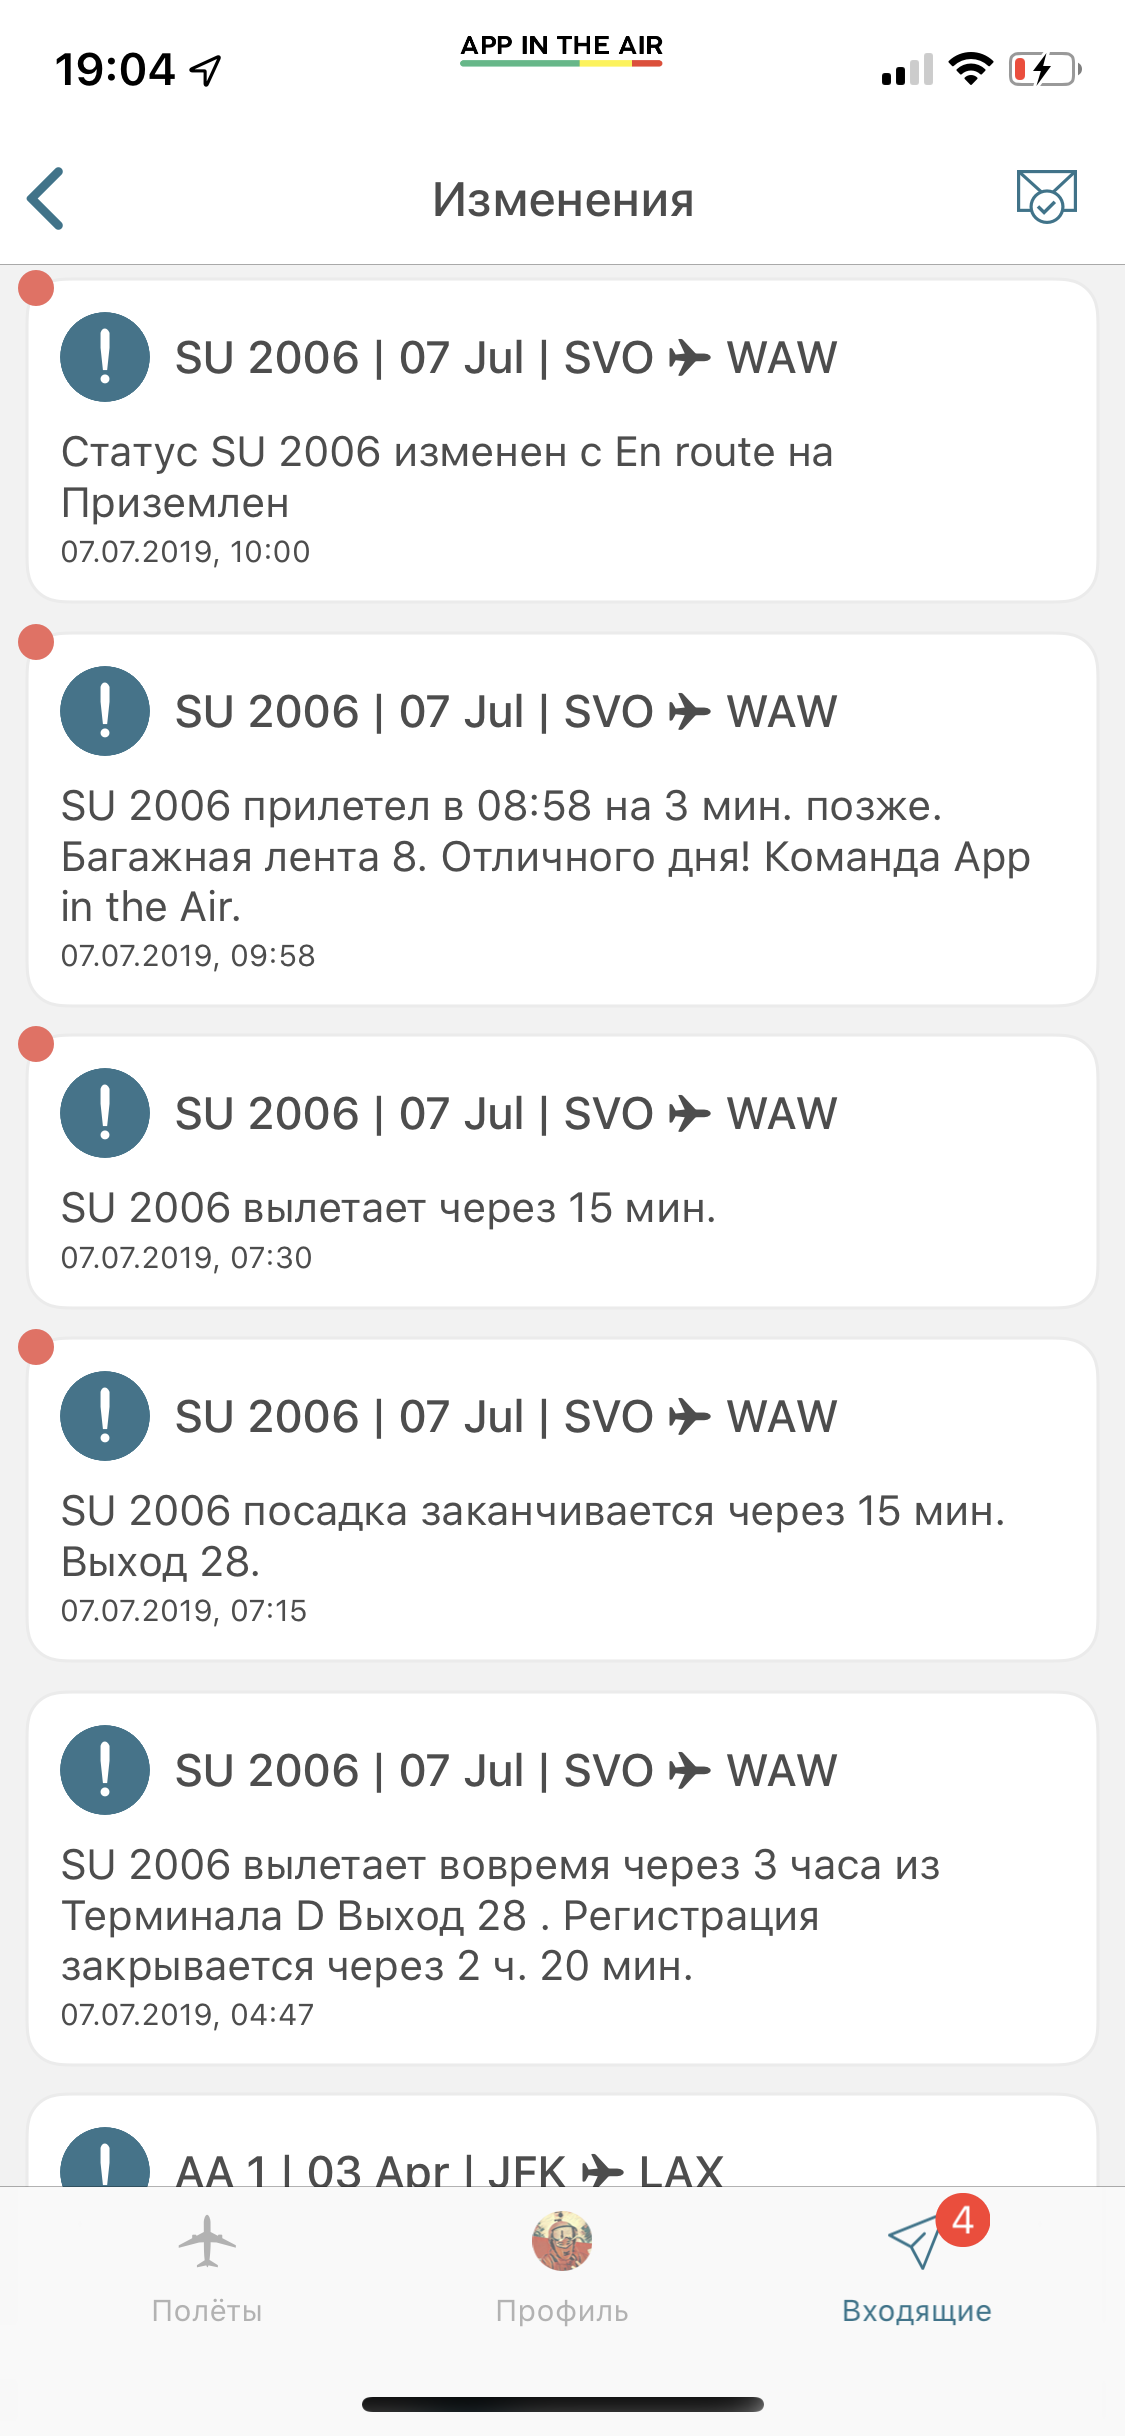 19:04
APP IN THE AIR
Изменения
SU 2006 | 07 Jul | SVO ✈ WAW
Статус SU 2006 изменен с En route на
Приземлен
07.07.2019, 10:00
SU 2006 | 07 Jul | SVO ✈ WAW
SU 2006 прилетел в 08:58 на 3 мин. позже.
Багажная лента 8. Отличного дня! Команда App
in the Air.
07.07.2019, 09:58
SU 2006 | 07 Jul | SVO ✈ WAW
SU 2006 вылетает через 15 мин.
07.07.2019, 07:30
SU 2006 | 07 Jul | SVO ✈ WAW
SU 2006 посадка заканчивается через 15 мин.
Выход 28.
07.07.2019, 07:15
SU 2006 | 07 Jul | SVO ✈ WAW
SU 2006 вылетает вовремя через 3 часа из
Терминала D Выход 28 . Регистрация
закрывается через 2 ч. 20 мин.
07.07.2019, 04:47
AA 1 | 03 Apr | JFK ✈ LAX
4
Полёты
Профиль
Входящие